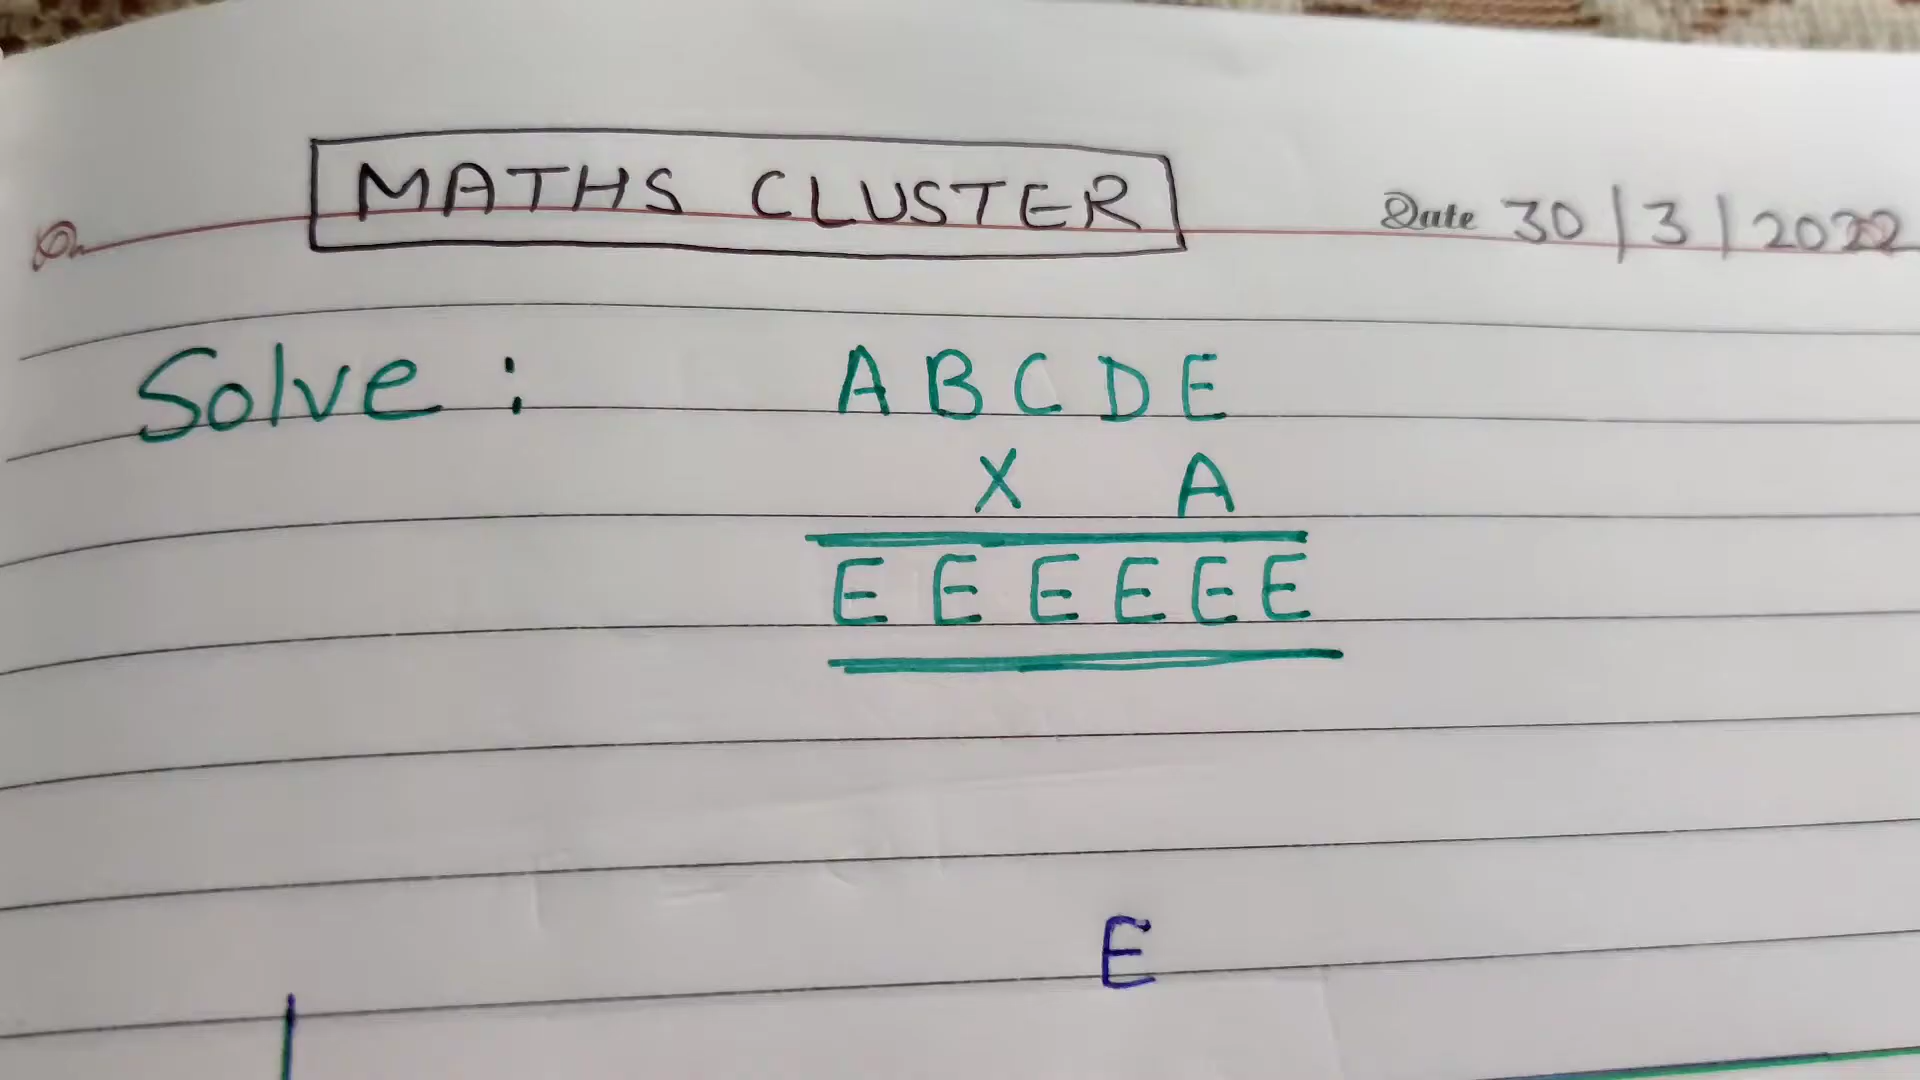 MATHS CLUSTER
Date 30/3/2022
Solve : ABCDE
X A
EEEEEE
E